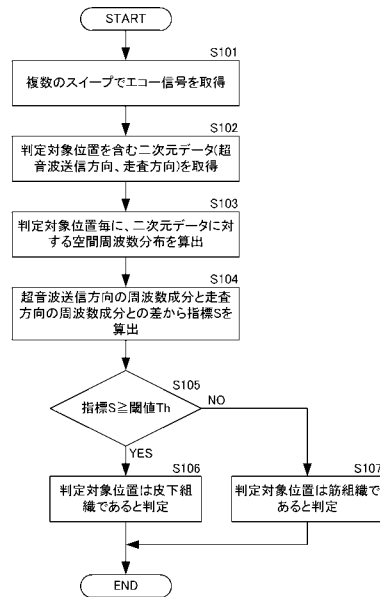 START
S101
複数のスイープでエコー信号を取得
S102
判定対象位置を含む二次元データ(超
音波送信方向、走査方向)を取得
S103
判定対象位置毎に、二次元データに対
する空間周波数分布を算出
S104
超音波送信方向の周波数成分と走査
方向の周波数成分との差から指標Sを
算出
S105
指標S≧閾値Th
NO
YES
S106
判定対象位置は皮下組
織であると判定
S107
判定対象位置は筋組織で
あると判定
END